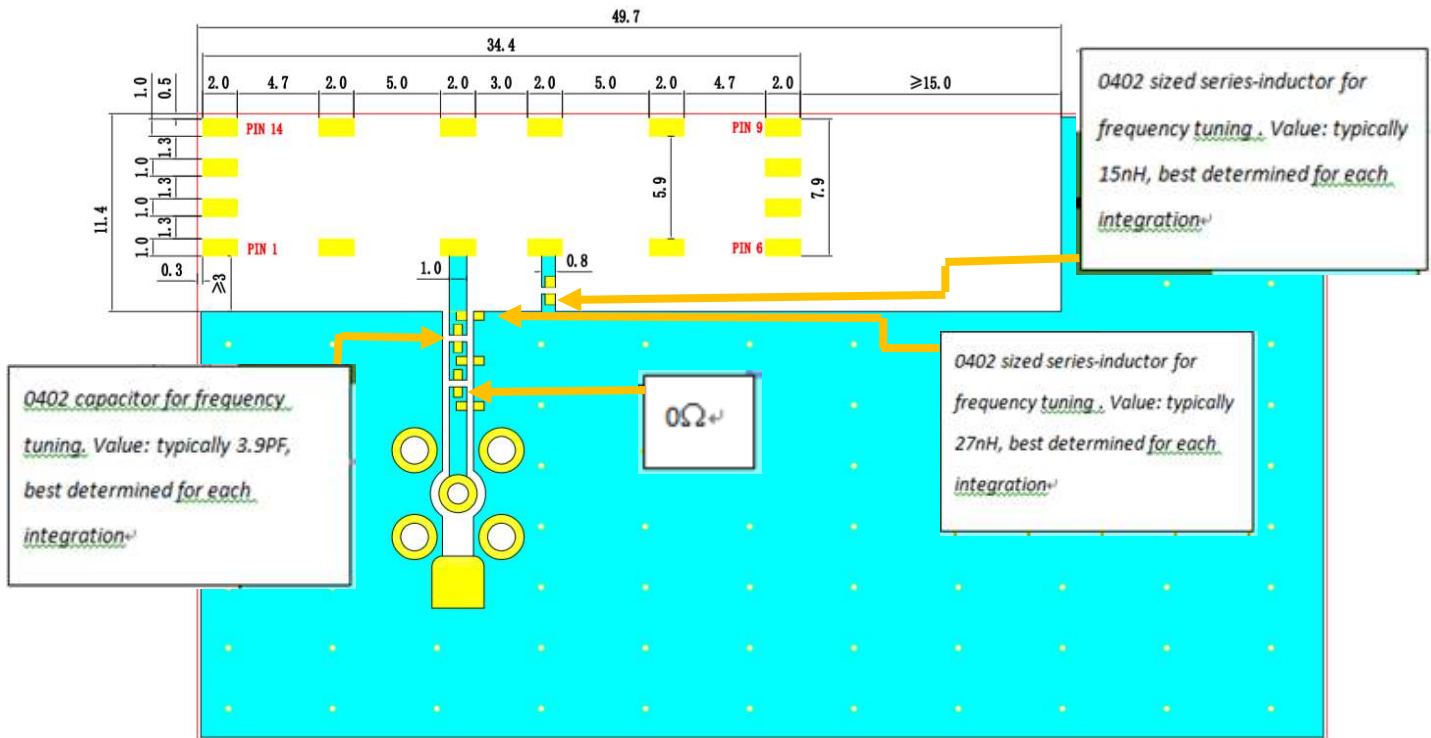 49.7
34.4
2.0 4.7 2.0 5.0 2.0 3.0 2.0 5.0 2.0 4.7 2.0 ≥15.0
1.0
0.5
PIN 14
PIN 9
1.3
1.0
1.3
1.0
1.3
1.0
11.4
5.9
7.9
PIN 1
PIN 6
0.3
≥3
1.0
0.8
0402 sized series-inductor for
frequency tuning . Value: typically
15nH, best determined for each
integration↵
0402 sized series-inductor for
frequency tuning . Value: typically
27nH, best determined for each
integration↵
0Ω↵
0402 capacitor for frequency
tuning. Value: typically 3.9PF,
best determined for each
integration↵